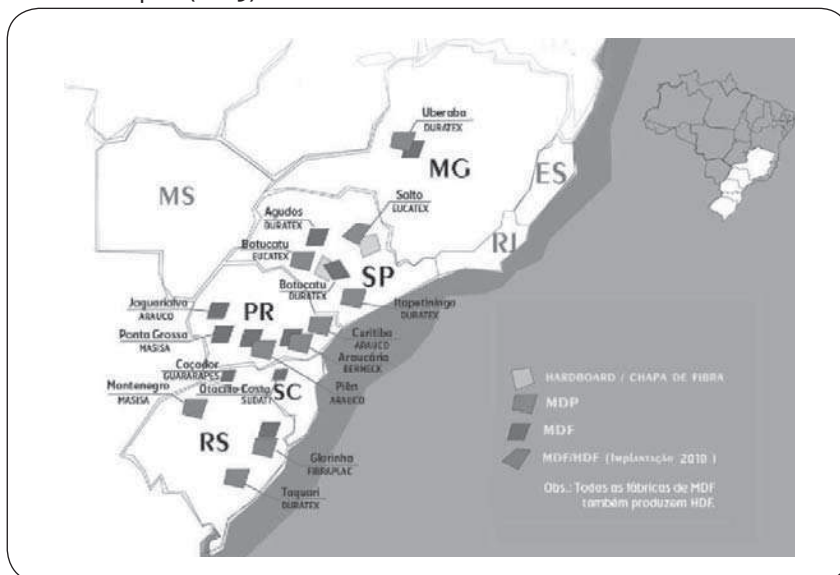 Uberaba
DURATEX
MG
ES
MS
Salto
EUCATEX
Agudos
DURATEX
RJ
Botucatu
EUCATEX
SP
Botucatu
DURATEX
Itapetininga
DURATEX
Jaguariaíva
ARAUCO
PR
Ponta Grossa
MASISA
Curitiba
ARAUCO
Araucária
BERNECK
Caçador
GUARARAPES
Piên
ARAUCO
Otacílio Costa
SUDATI
SC
Montenegro
MASISA
RS
Glorinha
FIBRAPLAC
Taquari
DURATEX
HARDBOARD / CHAPA DE FIBRA
MDP
MDF
MDF/HDF (Implantação 2010)
Obs.: Todas as fábricas de MDF
também produzem HDF.